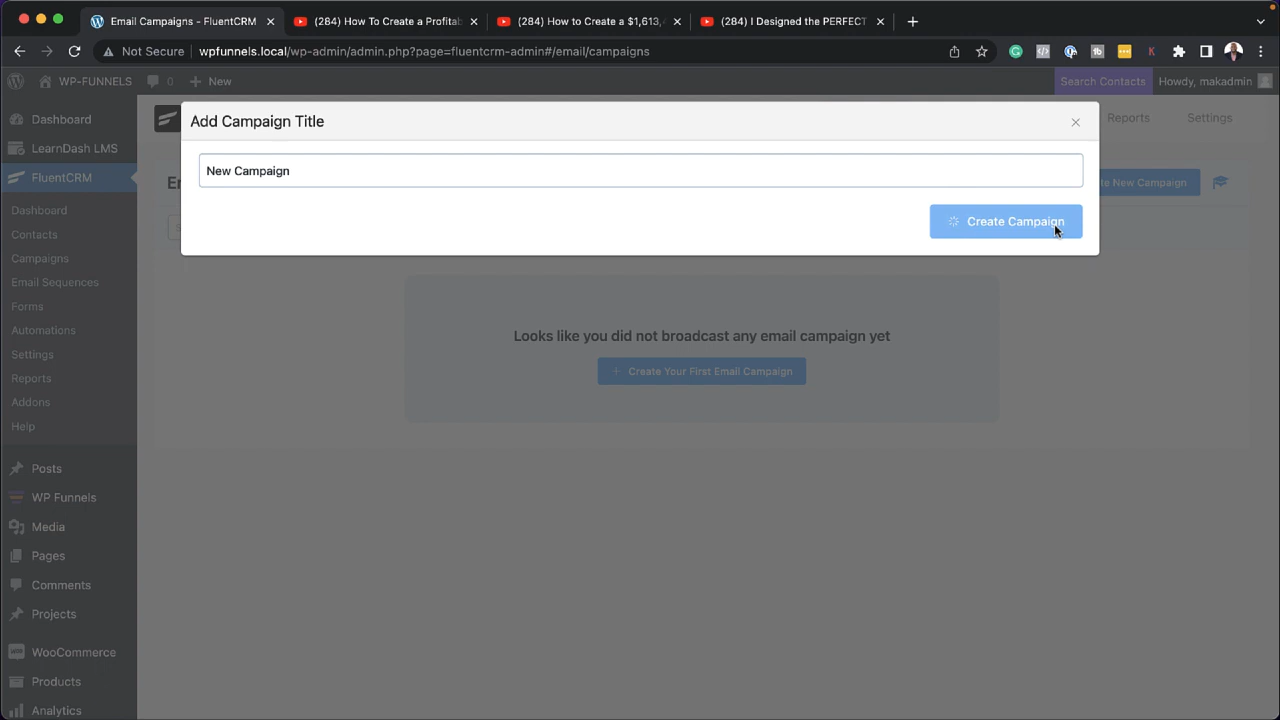 Email Campaigns - FluentCRM
(284) How To Create a Profitab
(284) How to Create a $1,613,
(284) I Designed the PERFECT
Not Secure
wpfunnels.local/wp-admin/admin.php?page=fluentcrm-admin#/email/campaigns
WP-FUNNELS
0
New
Search Contacts
Howdy, makadmin
Dashboard
LearnDash LMS
FluentCRM
Dashboard
Contacts
Campaigns
Email Sequences
Forms
Automations
Settings
Reports
Addons
Help
Posts
WP Funnels
Media
Pages
Comments
Projects
WooCommerce
Products
Analytics
Reports
Settings
Add Campaign Title
New Campaign
Create Campaign
New Campaign
Looks like you did not broadcast any email campaign yet
Create Your First Email Campaign